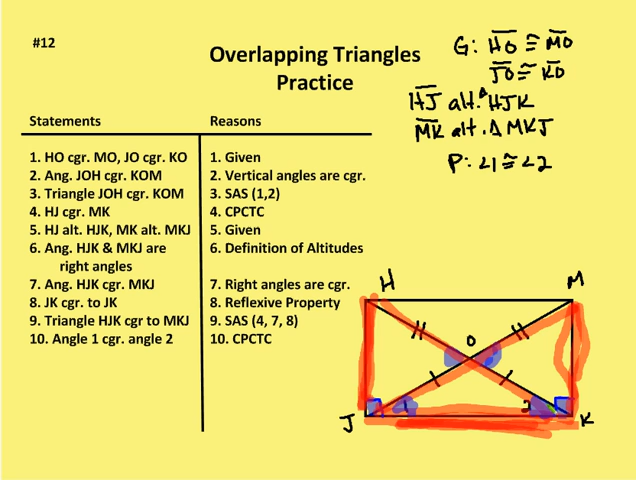 #12
Overlapping Triangles
Practice
G: HO ≅ MO
JO ≅ KO
HJ alt. △ HJK
MK alt. △ MKJ
P: ∠1 ≅ ∠2
Statements Reasons
1. HO cgr. MO, JO cgr. KO 1. Given
2. Ang. JOH cgr. KOM 2. Vertical angles are cgr.
3. Triangle JOH cgr. KOM 3. SAS (1,2)
4. HJ cgr. MK 4. CPCTC
5. HJ alt. HJK, MK alt. MKJ 5. Given
6. Ang. HJK & MKJ are 6. Definition of Altitudes
right angles
7. Ang. HJK cgr. MKJ 7. Right angles are cgr.
8. JK cgr. to JK 8. Reflexive Property
9. Triangle HJK cgr to MKJ 9. SAS (4, 7, 8)
10. Angle 1 cgr. angle 2 10. CPCTC
H M
O
1 2
J K